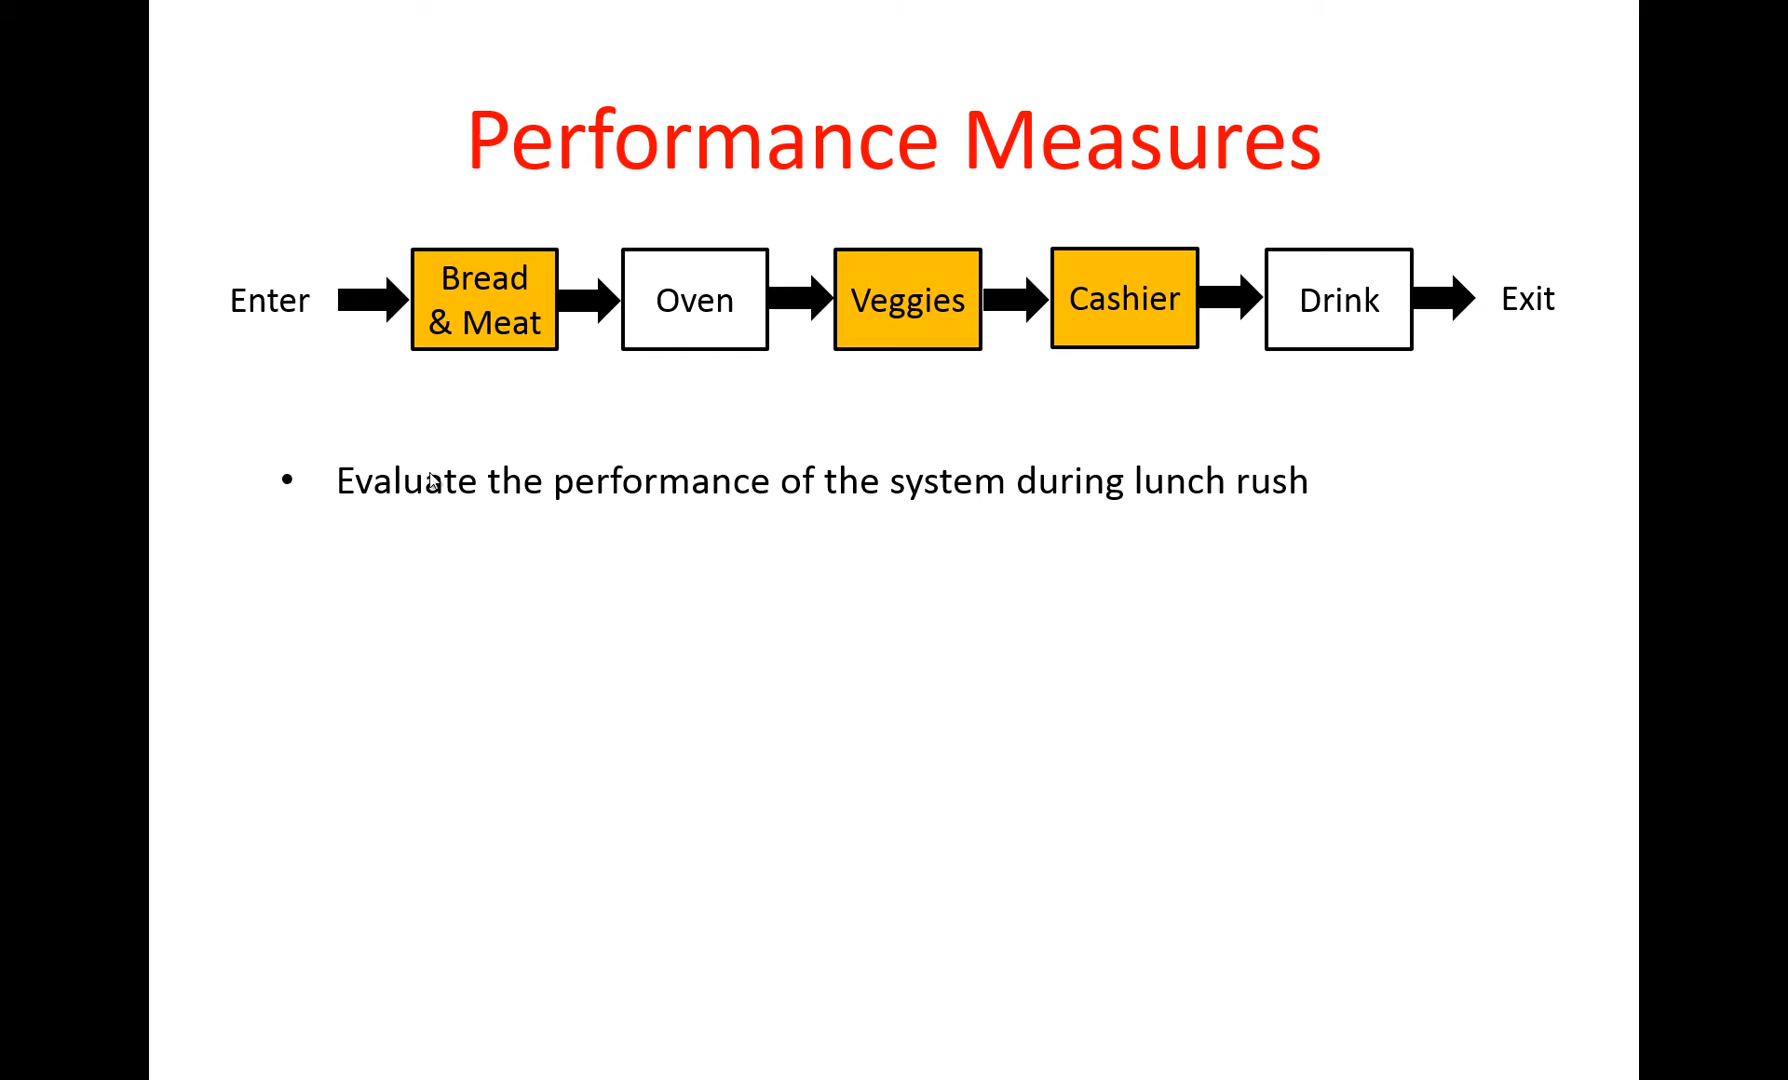 Performance Measures
Enter
Bread
& Meat
Oven
Veggies
Cashier
Drink
Exit
• Evaluate the performance of the system during lunch rush